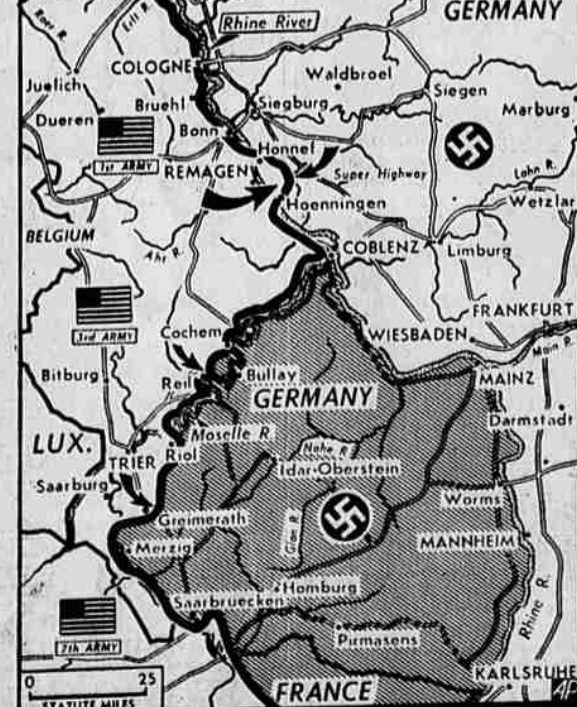 GERMANY
Roer R.
Erft R.
Rhine River
COLOGNE
Waldbroel
Juelich
Siegen
Bruehl
Siegburg
Marburg
Dueren
Bonn
Honnef
1st ARMY
REMAGEN
Super Highway
Lahn R.
Hoenningen
Wetzlar
BELGIUM
Ahr R.
COBLENZ
Limburg
3rd ARMY
Cochem
FRANKFURT
WIESBADEN
Main R.
Bitburg
Reil
Bullay
MAINZ
GERMANY
Darmstadt
LUX.
Moselle R.
TRIER
Riol
Nahe R.
Idar-Oberstein
Saarburg
Worms
Greimerath
Glan R.
Merzig
MANNHEIM
Homburg
Saarbruecken
Rhine R.
7th ARMY
Pirmasens
KARLSRUHE
0 25
STATUTE MILES
FRANCE
AP